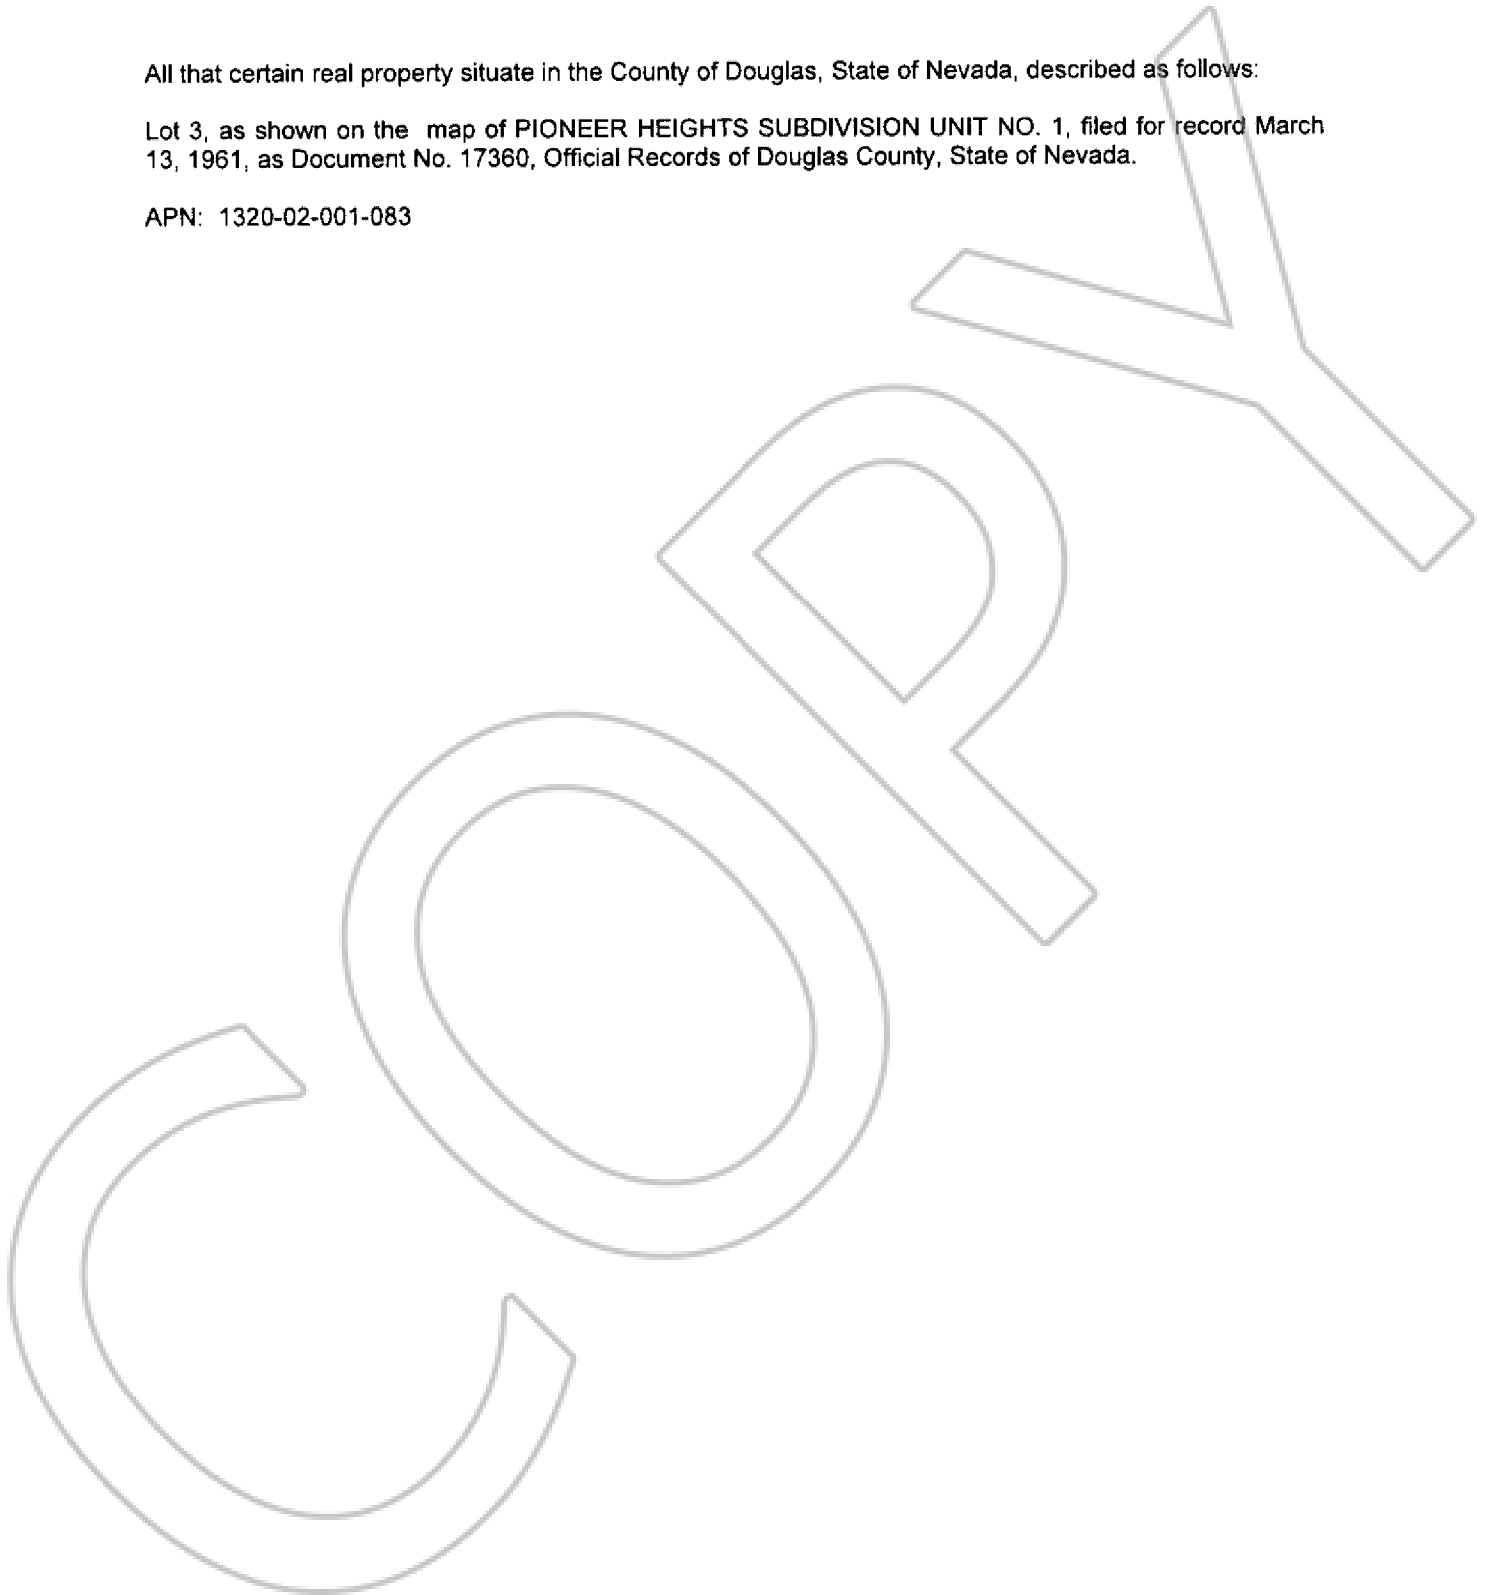 All that certain real property situate in the County of Douglas, State of Nevada, described as follows:
Lot 3, as shown on the map of PIONEER HEIGHTS SUBDIVISION UNIT NO. 1, filed for record March
13, 1961, as Document No. 17360, Official Records of Douglas County, State of Nevada.
APN: 1320-02-001-083
COPY